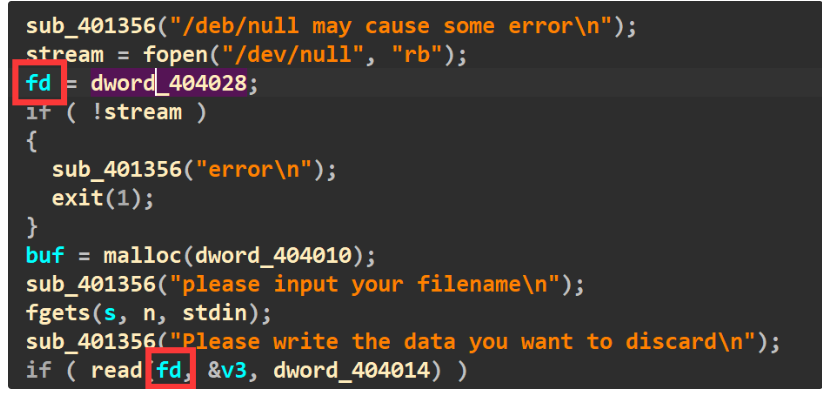 sub_401356("/deb/null may cause some error\n");
stream = fopen("/dev/null", "rb");
fd = dword_404028;
if ( !stream )
{
sub_401356("error\n");
exit(1);
}
buf = malloc(dword_404010);
sub_401356("please input your filename\n");
fgets(s, n, stdin);
sub_401356("Please write the data you want to discard\n");
if ( read(fd, &v3, dword_404014) )